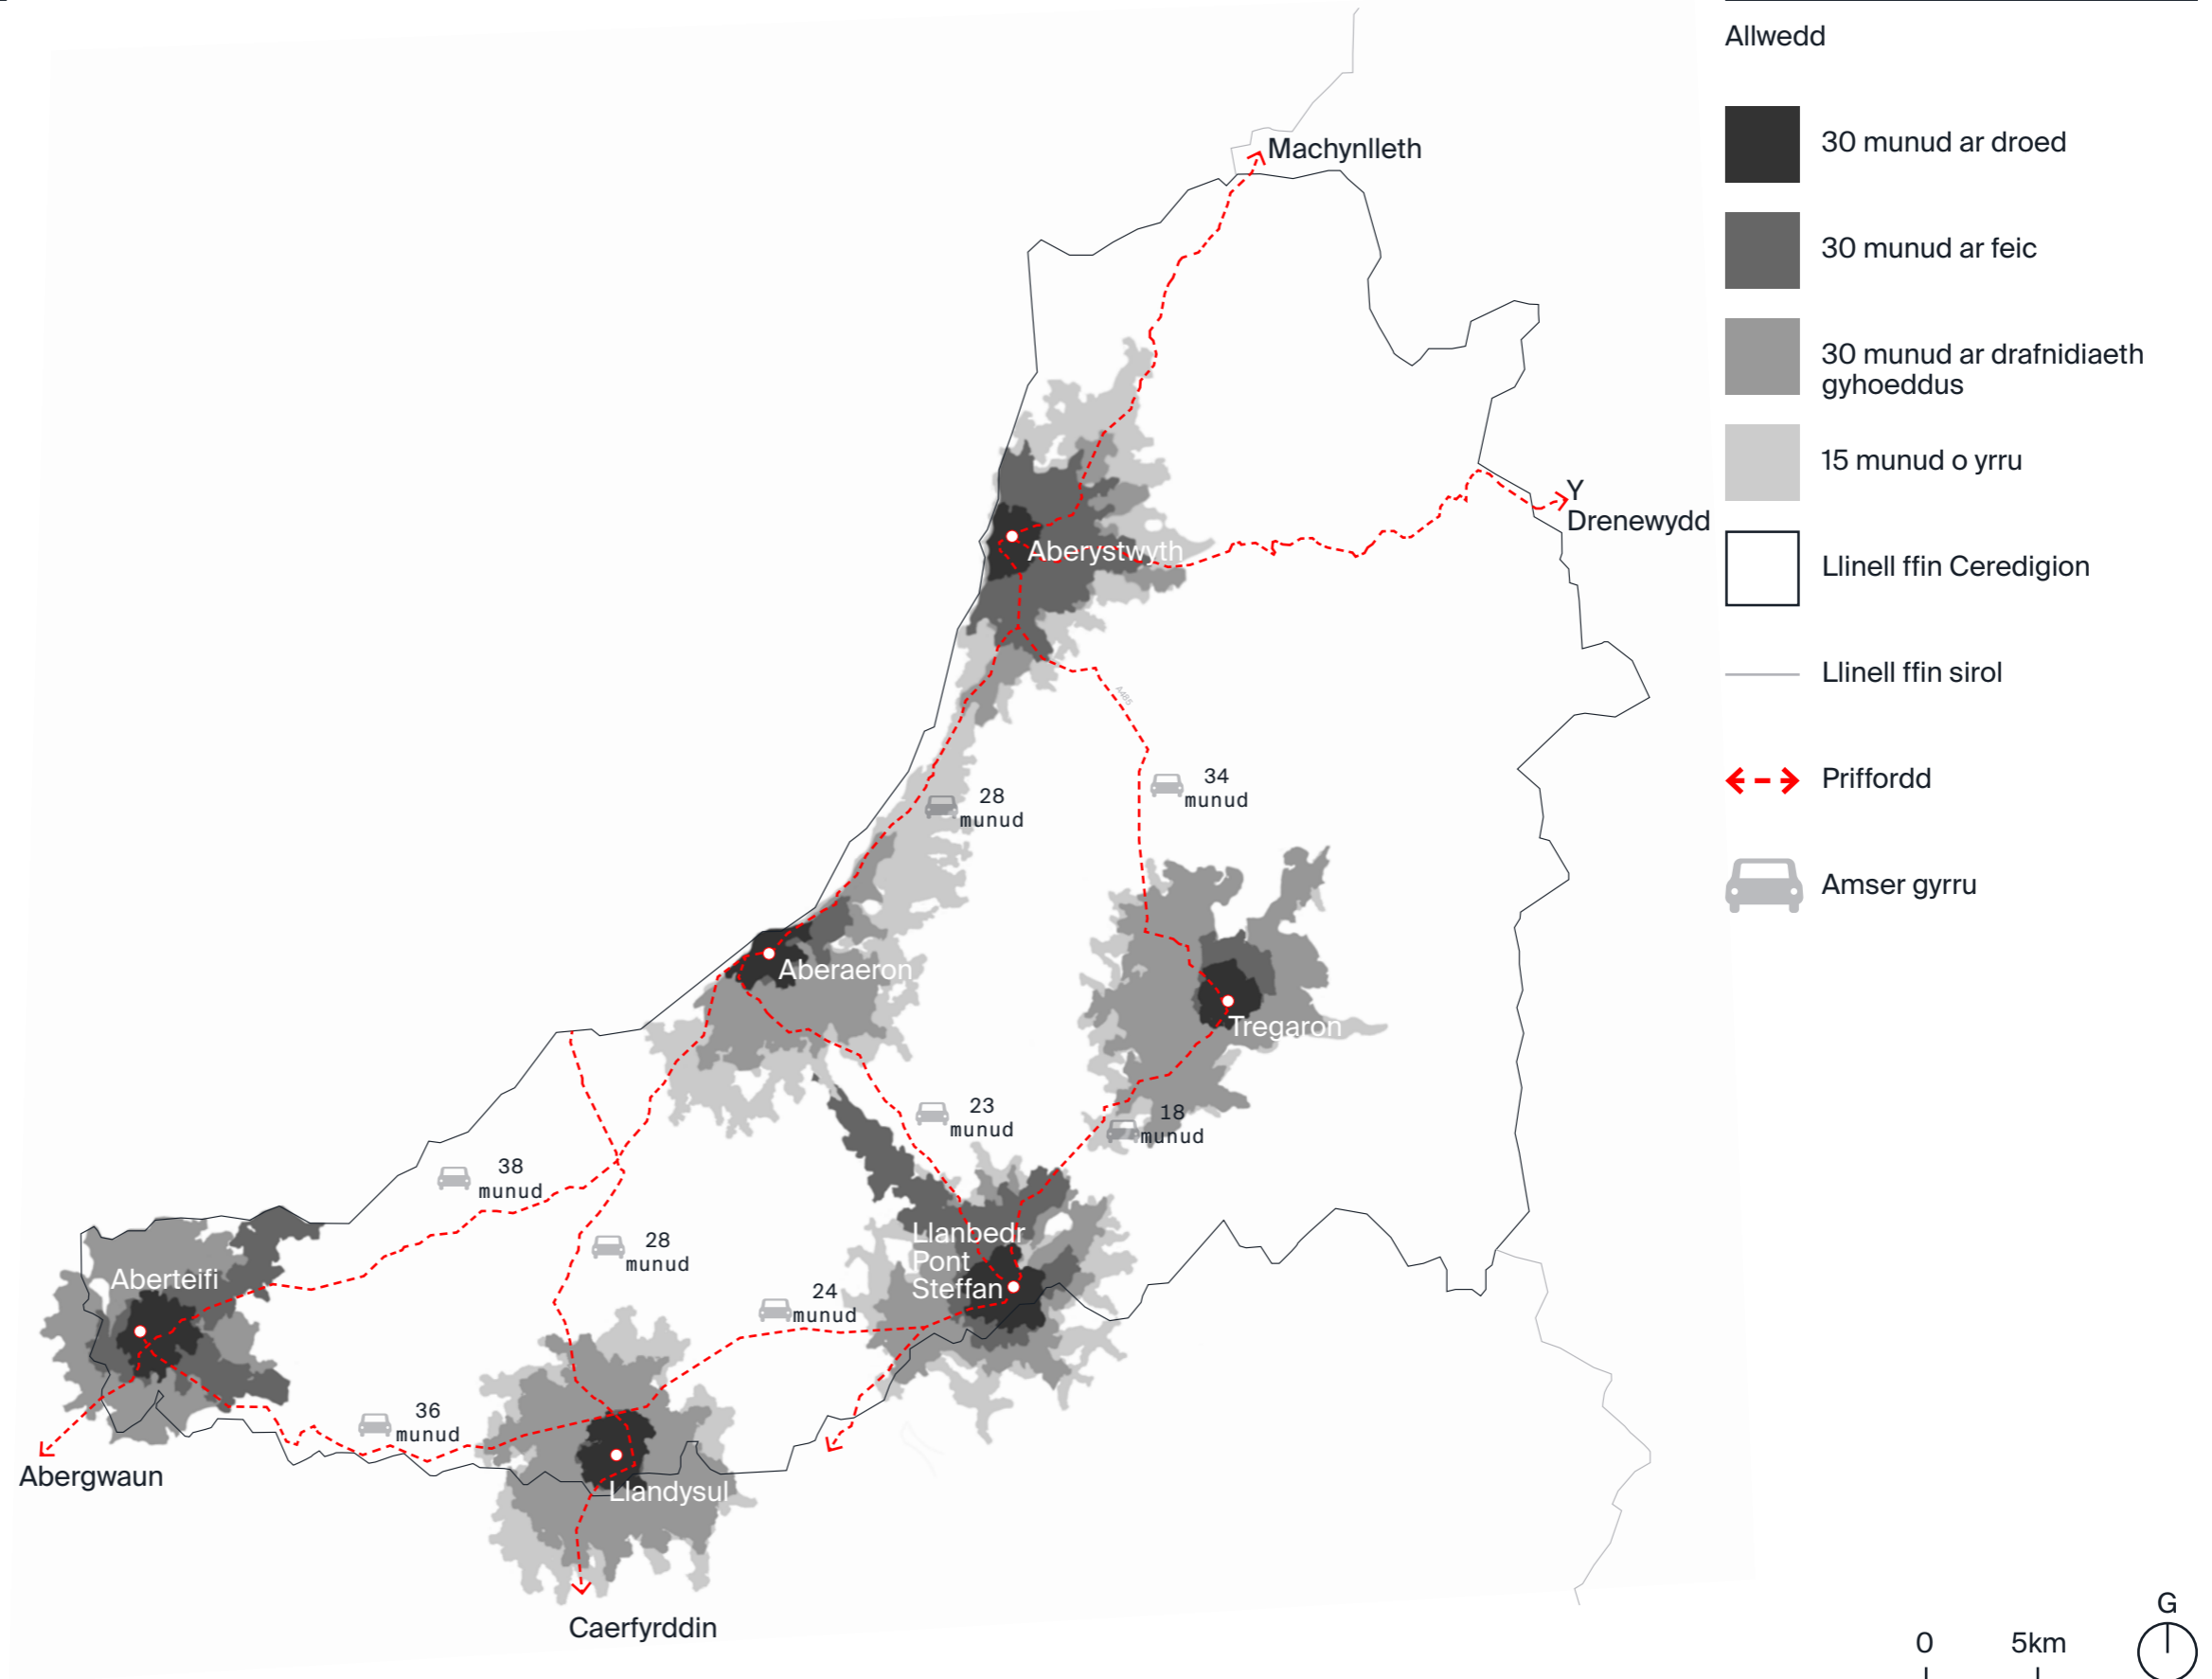 Allwedd
30 munud ar droed
30 munud ar feic
30 munud ar drafnidiaeth
gyhoeddus
15 munud o yrru
Llinell ffin Ceredigion
Llinell ffin sirol
Priffordd
Amser gyrru
Machynlleth
Y
Drenewydd
Aberystwyth
A485
34
munud
28
munud
Aberaeron
Tregaron
23
munud
18
munud
38
munud
Llanbedr
Pont
Steffan
28
munud
Aberteifi
24
munud
36
munud
Abergwaun
Llandysul
Caerfyrddin
G
0
5km